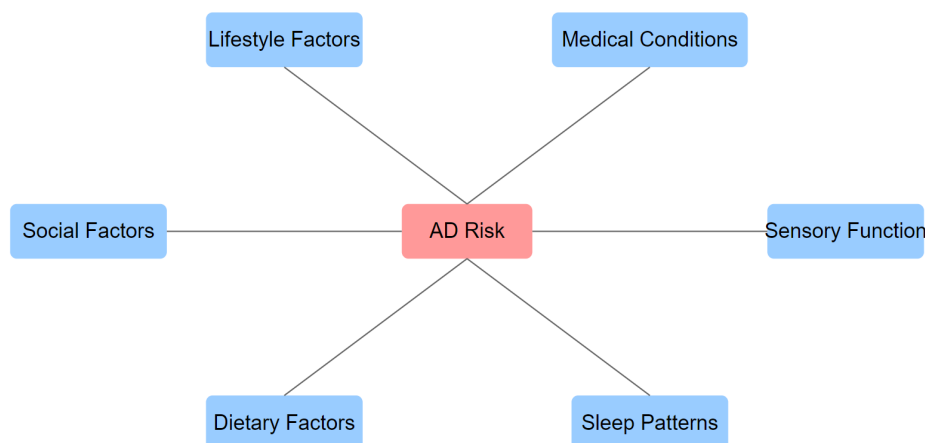 Lifestyle Factors
Medical Conditions
Social Factors
AD Risk
Sensory Function
Dietary Factors
Sleep Patterns